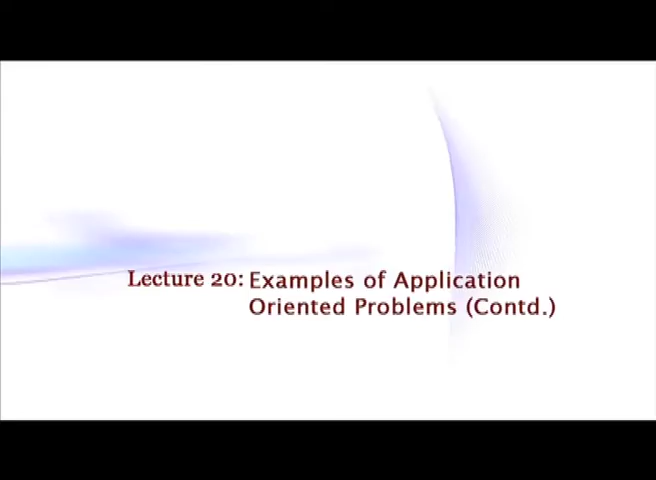 Lecture 20: Examples of Application
Oriented Problems (Contd.)